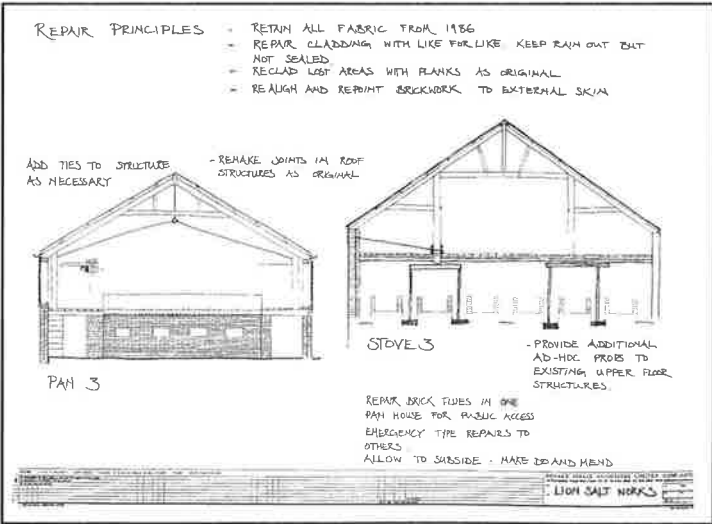 REPAIR PRINCIPLES
- RETAIN ALL FABRIC FROM 1986
- REPAIR CLADDING WITH LIKE FOR LIKE. KEEP RAIN OUT BUT
NOT SEALED
- RECLAD LOST AREAS WITH PLANKS AS ORIGINAL
- REALIGH AND REPOINT BRICKWORK TO EXTERNAL SKIN
ADD TIES TO STRUCTURE
AS NECESSARY
- REMAKE JOINTS IN ROOF
STRUCTURES AS ORIGINAL
PAN 3
STOVE 3
- PROVIDE ADDITIONAL
AD-HOC PROPS TO
EXISTING UPPER FLOOR
STRUCTURES.
REPAIR BRICK FLUES IN ONE
PAN HOUSE FOR PUBLIC ACCESS
EMERGENCY TYPE REPAIRS TO
OTHERS
ALLOW TO SUBSIDE - MAKE DO AND MEND
LION SALT WORKS